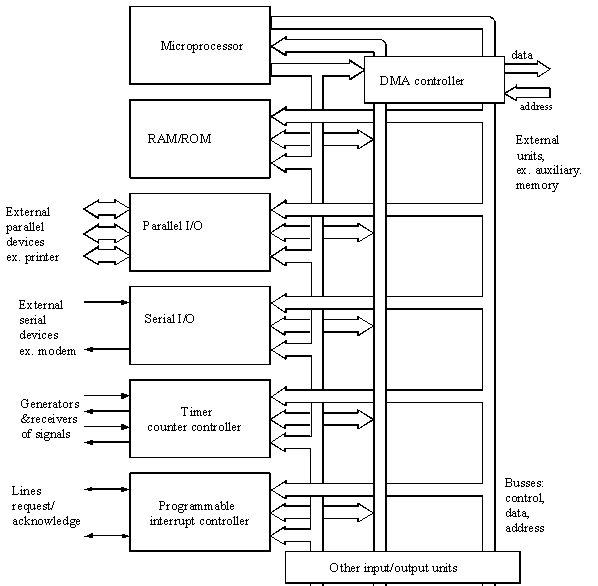 Microprocessor
data
DMA controller
address
RAM/ROM
External
units,
ex. auxiliary.
memory
External
parallel
devices
ex. printer
Parallel I/O
External
serial
devices
ex. modem
Serial I/O
Generators
&receivers
of signals
Timer
counter controller
Lines
request/
acknowledge
Programmable
interrupt controller
Busses:
control,
data,
address
Other input/output units